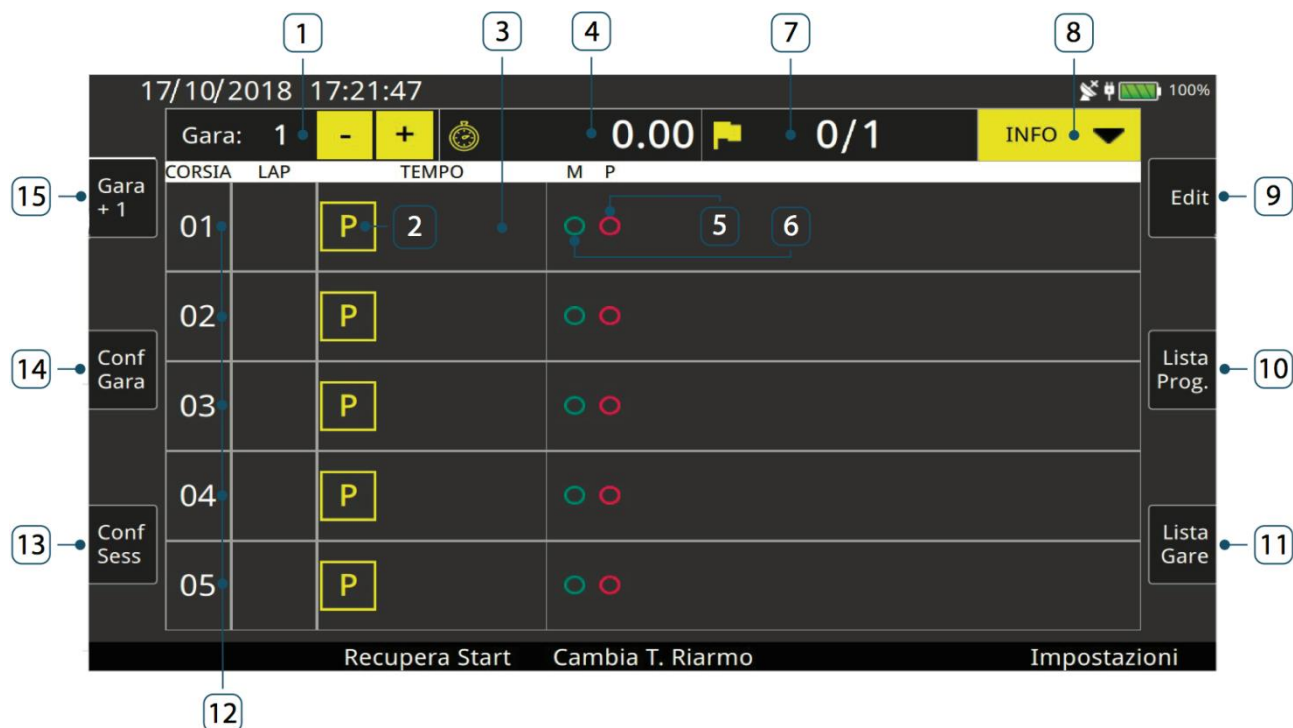 1 3 4 7 8
17/10/2018 17:21:47 100%
Gara: 1 - + 0.00 0/1 INFO
CORSIA LAP TEMPO M P
15 Gara + 1
01 P 2 5 6
Edit 9
02 P
14 Conf Gara
03 P
Lista Prog. 10
04 P
13 Conf Sess
05 P
Lista Gare 11
Recupera Start Cambia T. Riarmo Impostazioni
12